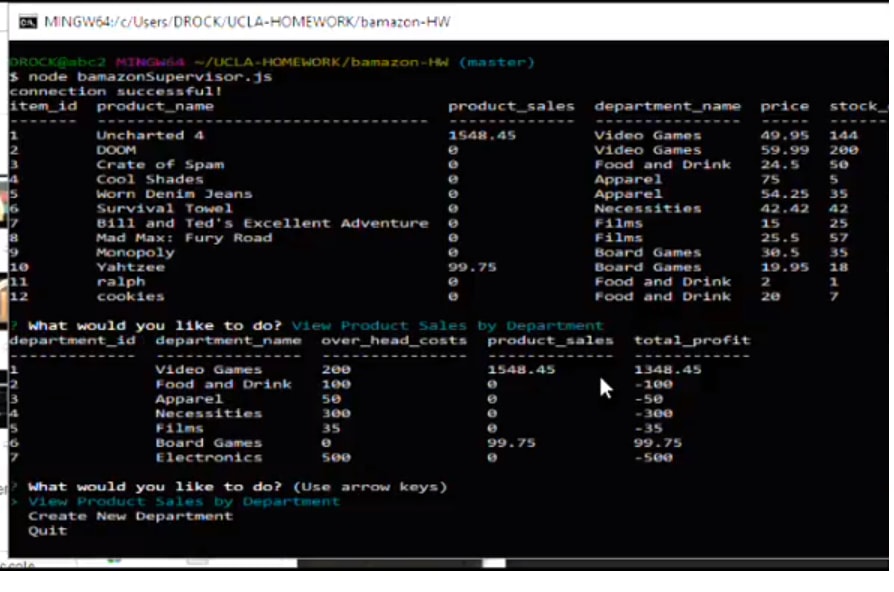 MINGW64:/c/Users/DROCK/UCLA-HOMEWORK/bamazon-HW
DROCK@abc2 MINGW64 ~/UCLA-HOMEWORK/bamazon-HW (master)
$ node bamazonSupervisor.js
connection successful!
item_id product_name product_sales department_name price stock_
------- -------------------------------- ------------- --------------- ----- ------
1 Uncharted 4 1548.45 Video Games 49.95 144
2 DOOM 0 Video Games 59.99 200
3 Crate of Spam 0 Food and Drink 24.5 50
4 Cool Shades 0 Apparel 75 5
5 Worn Denim Jeans 0 Apparel 54.25 35
6 Survival Towel 0 Necessities 42.42 42
7 Bill and Ted's Excellent Adventure 0 Films 15 25
8 Mad Max: Fury Road 0 Films 25.5 57
9 Monopoly 0 Board Games 30.5 35
10 Yahtzee 99.75 Board Games 19.95 18
11 ralph 0 Food and Drink 2 1
12 cookies 0 Food and Drink 20 7
? What would you like to do? View Product Sales by Department
department_id department_name over_head_costs product_sales total_profit
------------- --------------- --------------- ------------- ------------
1 Video Games 200 1548.45 1348.45
2 Food and Drink 100 0 -100
3 Apparel 50 0 -50
4 Necessities 300 0 -300
5 Films 35 0 -35
6 Board Games 0 99.75 99.75
7 Electronics 500 0 -500
? What would you like to do? (Use arrow keys)
> View Product Sales by Department
Create New Department
Quit